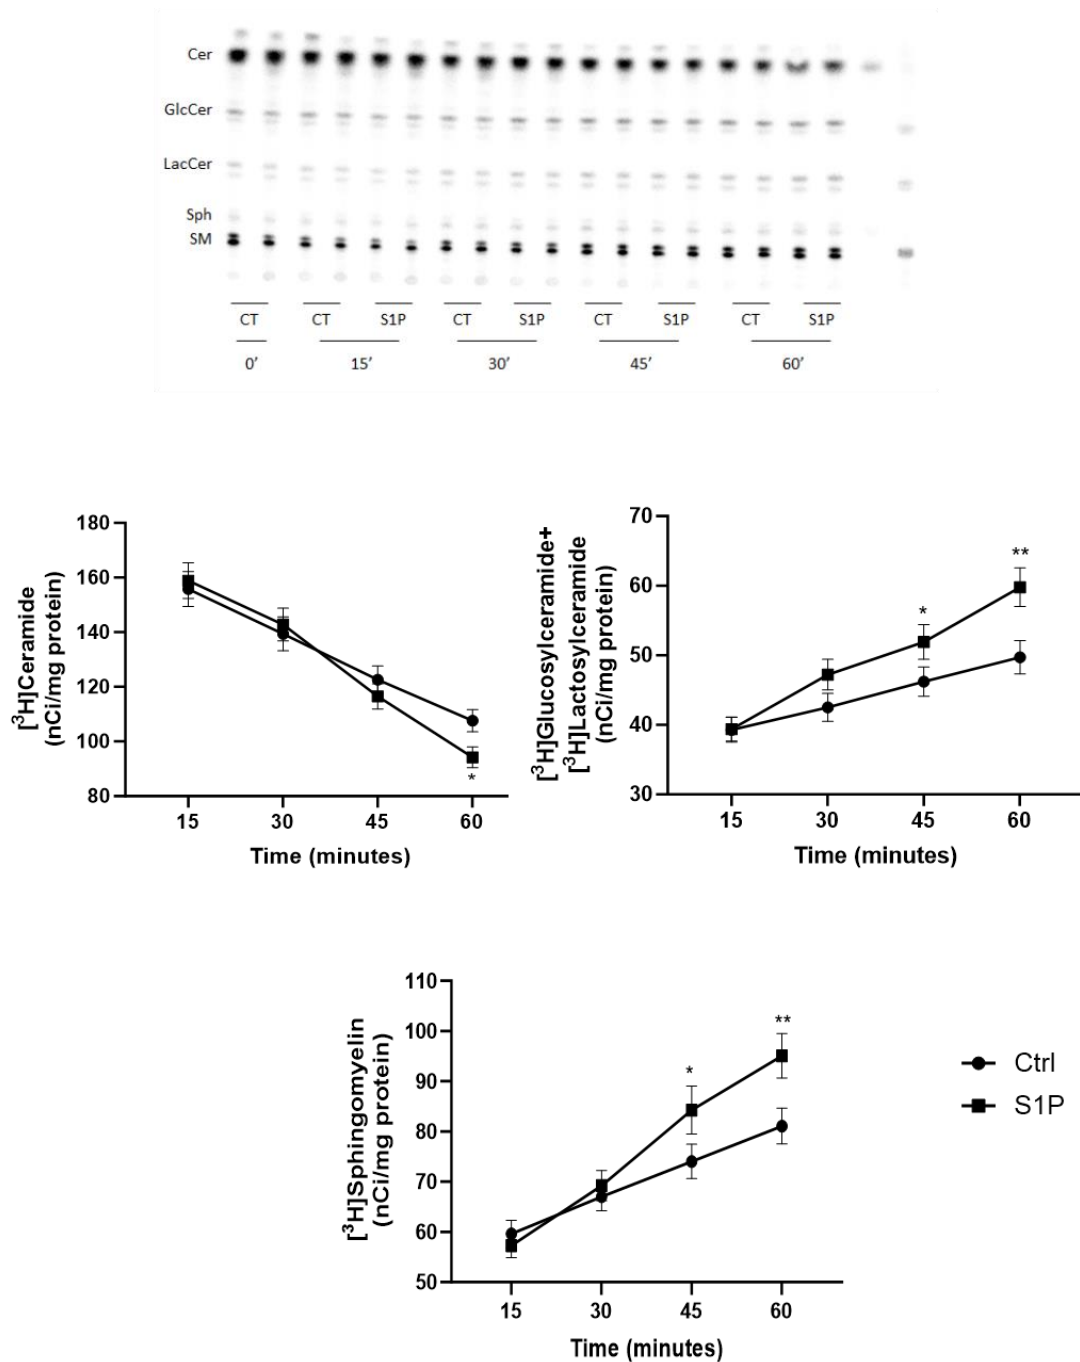 Cer
GlcCer
LacCer
Sph
SM
CT CT S1P CT S1P CT S1P CT S1P
0' 15' 30' 45' 60'
[³H]Ceramide
(nCi/mg protein)
180
160
140
120
100
80
*
15 30 45 60
Time (minutes)
[³H]Glucosylceramide+
[³H]Lactosylceramide
(nCi/mg protein)
70
60
50
40
30
*
**
15 30 45 60
Time (minutes)
[³H]Sphingomyelin
(nCi/mg protein)
110
100
90
80
70
60
50
*
**
15 30 45 60
Time (minutes)
Ctrl
S1P